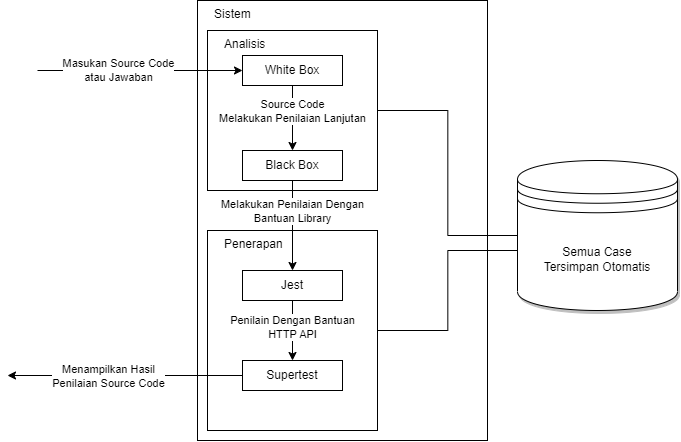 Sistem
Analisis
Masukan Source Code
atau Jawaban
White Box
Source Code
Melakukan Penilaian Lanjutan
Black Box
Melakukan Penilaian Dengan
Bantuan Library
Penerapan
Jest
Penilain Dengan Bantuan
HTTP API
Supertest
Menampilkan Hasil
Penilaian Source Code
Semua Case
Tersimpan Otomatis